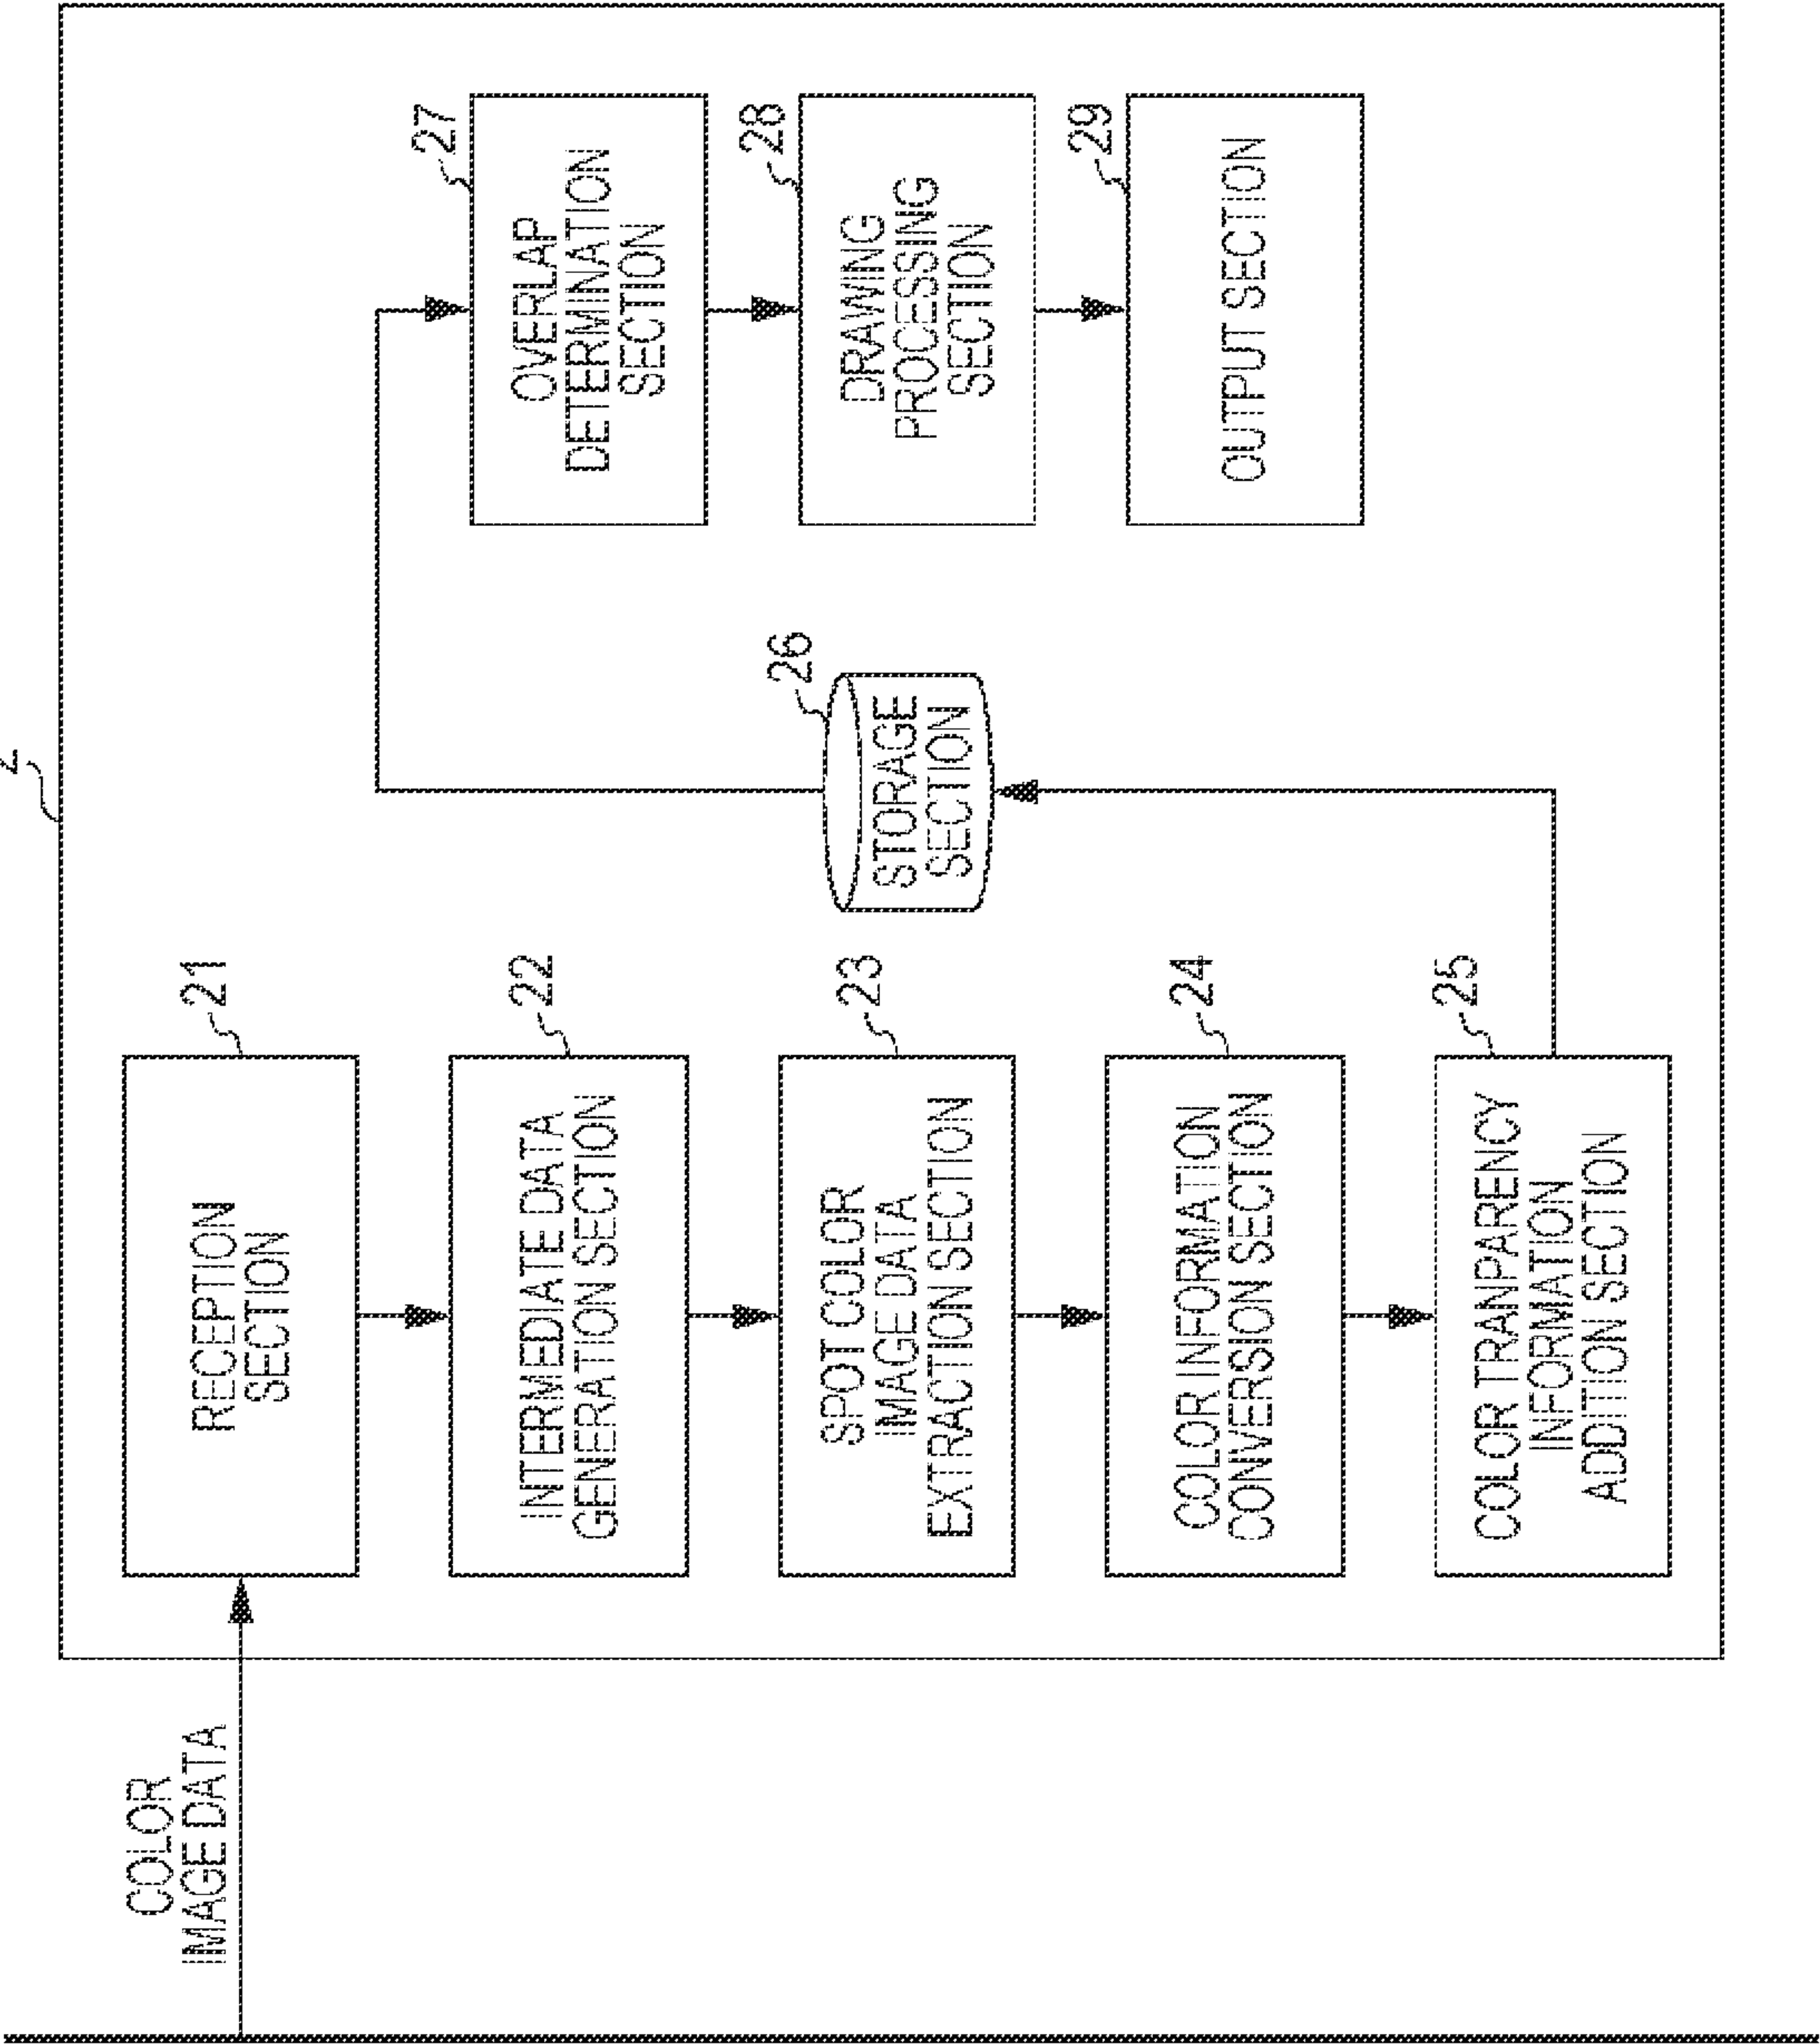 2
COLOR
IMAGE DATA
21
RECEPTION
SECTION
22
INTERMEDIATE DATA
GENERATION SECTION
23
SPOT COLOR
IMAGE DATA
EXTRACTION SECTION
24
COLOR INFORMATION
CONVERSION SECTION
25
COLOR TRANPARENCY
INFORMATION
ADDITION SECTION
26
STORAGE
SECTION
27
OVERLAP
DETERMINATION
SECTION
28
DRAWING
PROCESSING
SECTION
29
OUTPUT SECTION